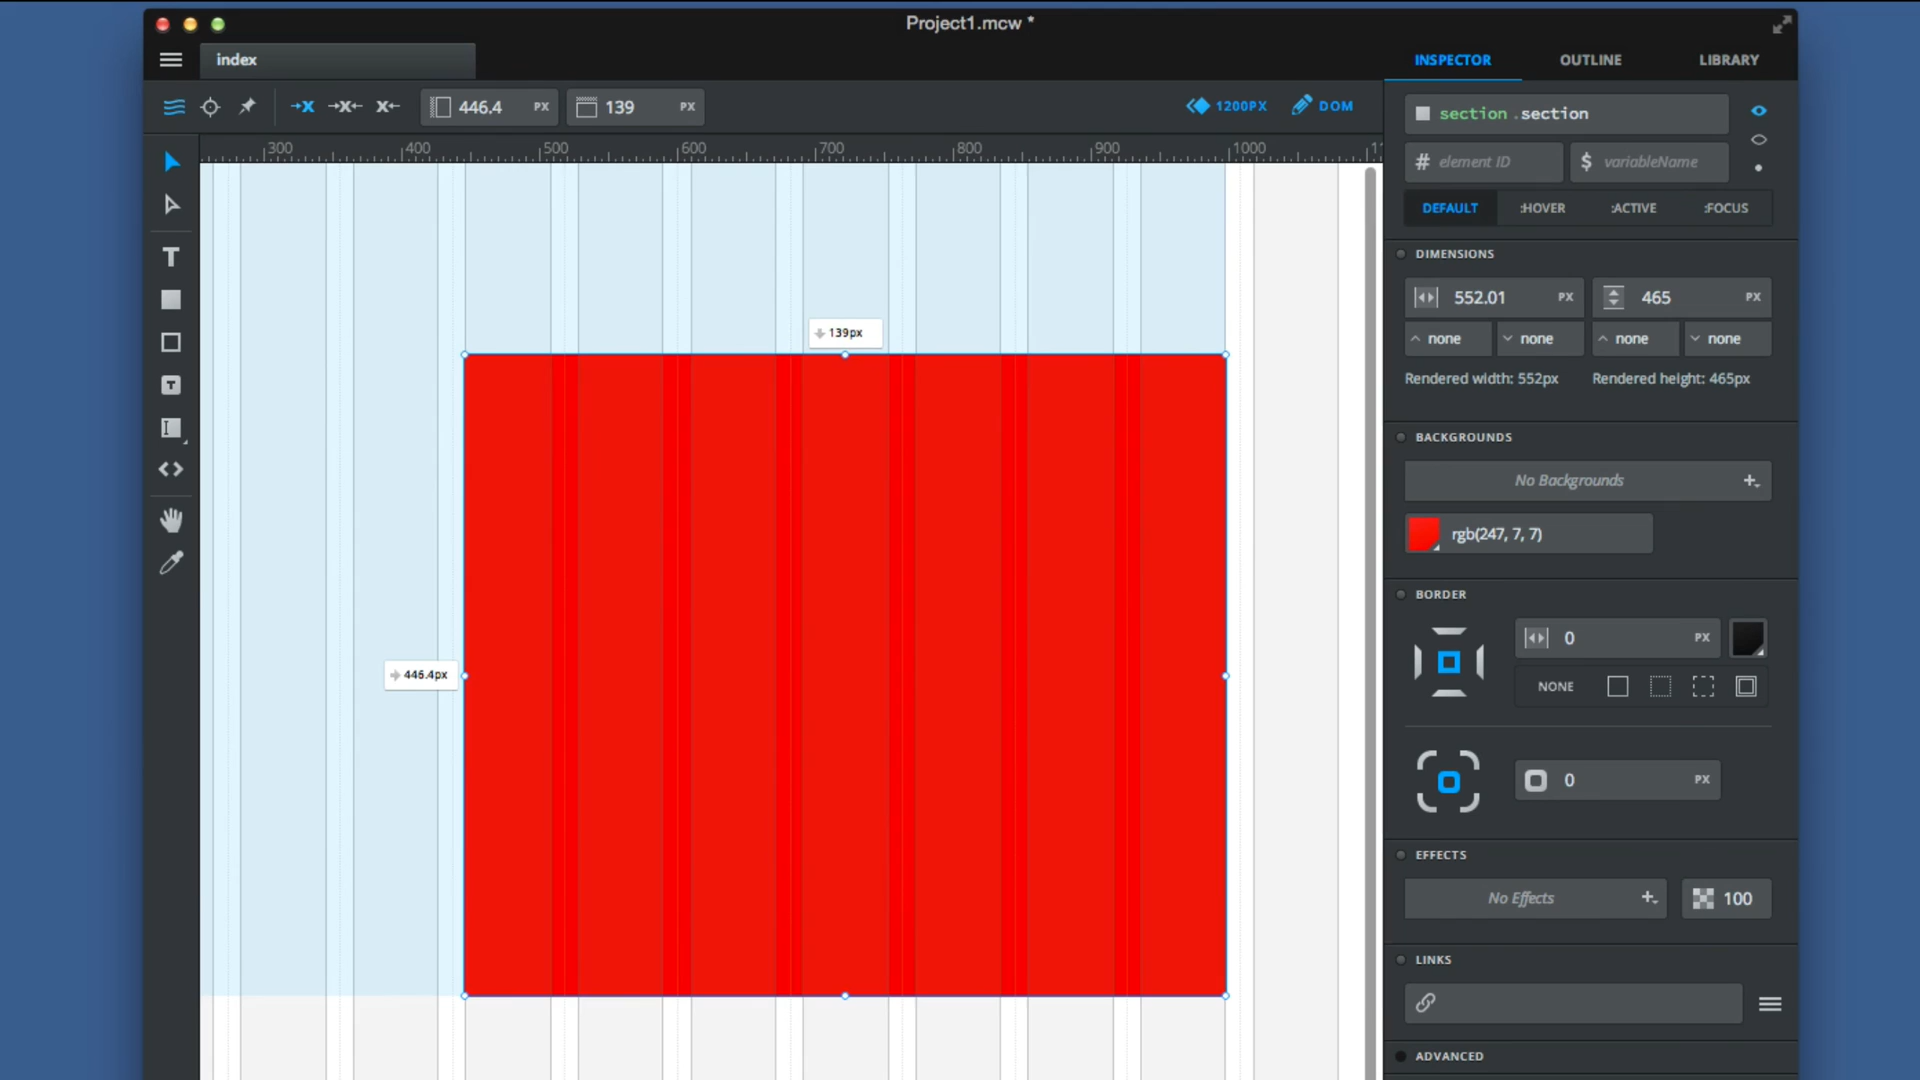 Project1.mcw *
index
INSPECTOR
OUTLINE
LIBRARY
446.4 PX
139 PX
1200PX
DOM
section .section
# element ID
$ variableName
DEFAULT
:HOVER
:ACTIVE
:FOCUS
300
400
500
600
700
800
900
1000
DIMENSIONS
552.01 PX
465 PX
none
none
none
none
Rendered width: 552px
Rendered height: 465px
139px
446.4px
BACKGROUNDS
No Backgrounds
rgb(247, 7, 7)
BORDER
0 PX
NONE
0 PX
EFFECTS
No Effects
100
LINKS
ADVANCED
T
T